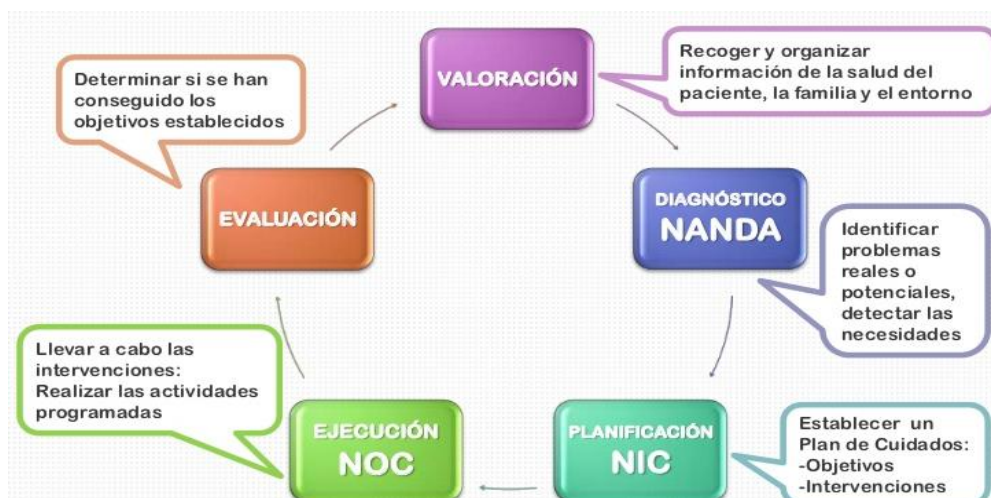 VALORACIÓN
Recoger y organizar
información de la salud del
paciente, la familia y el entorno
DIAGNÓSTICO
NANDA
Identificar
problemas
reales o
potenciales,
detectar las
necesidades
PLANIFICACIÓN
NIC
Establecer un
Plan de Cuidados:
-Objetivos
-Intervenciones
EJECUCIÓN
NOC
Llevar a cabo las
intervenciones:
Realizar las actividades
programadas
EVALUACIÓN
Determinar si se han
conseguido los
objetivos establecidos